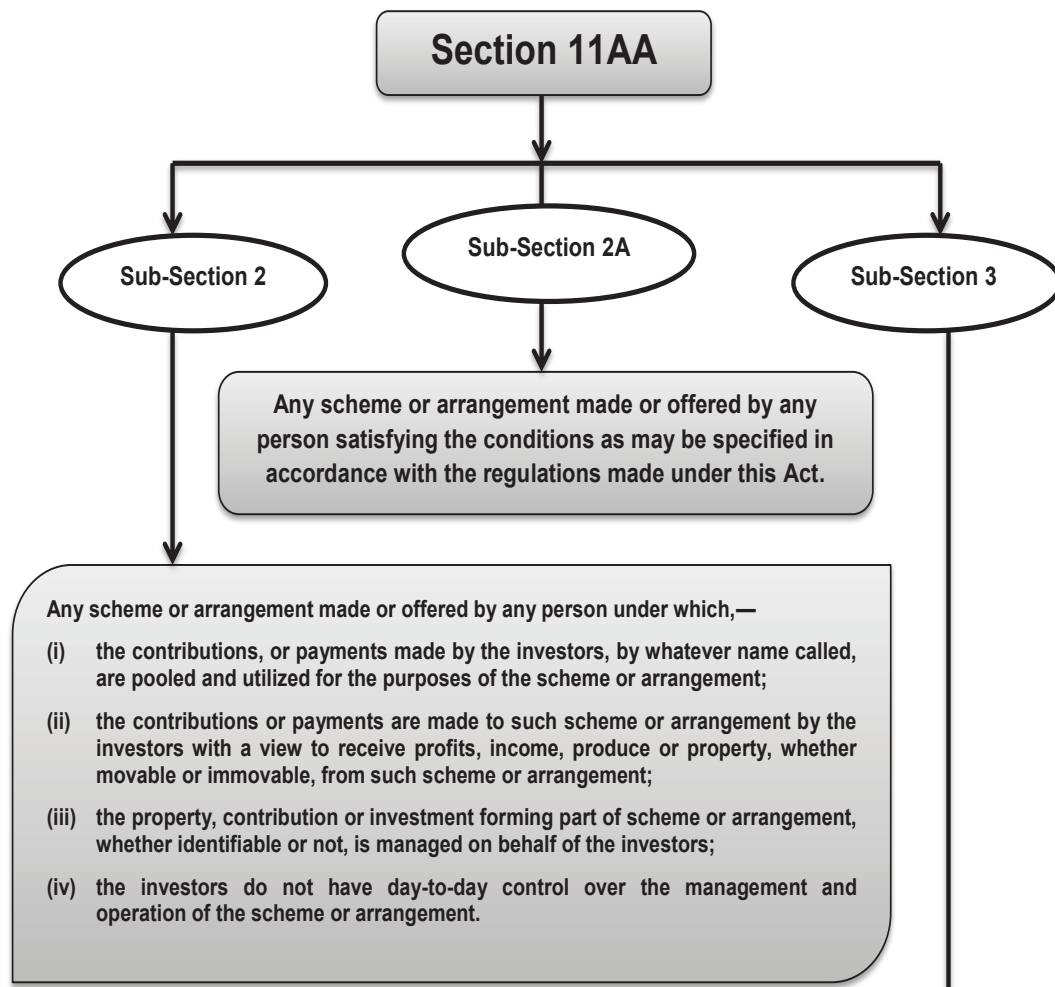 Section 11AA
Sub-Section 2
Sub-Section 2A
Sub-Section 3
Any scheme or arrangement made or offered by any
person satisfying the conditions as may be specified in
accordance with the regulations made under this Act.
Any scheme or arrangement made or offered by any person under which,—
(i) the contributions, or payments made by the investors, by whatever name called,
are pooled and utilized for the purposes of the scheme or arrangement;
(ii) the contributions or payments are made to such scheme or arrangement by the
investors with a view to receive profits, income, produce or property, whether
movable or immovable, from such scheme or arrangement;
(iii) the property, contribution or investment forming part of scheme or arrangement,
whether identifiable or not, is managed on behalf of the investors;
(iv) the investors do not have day-to-day control over the management and
operation of the scheme or arrangement.